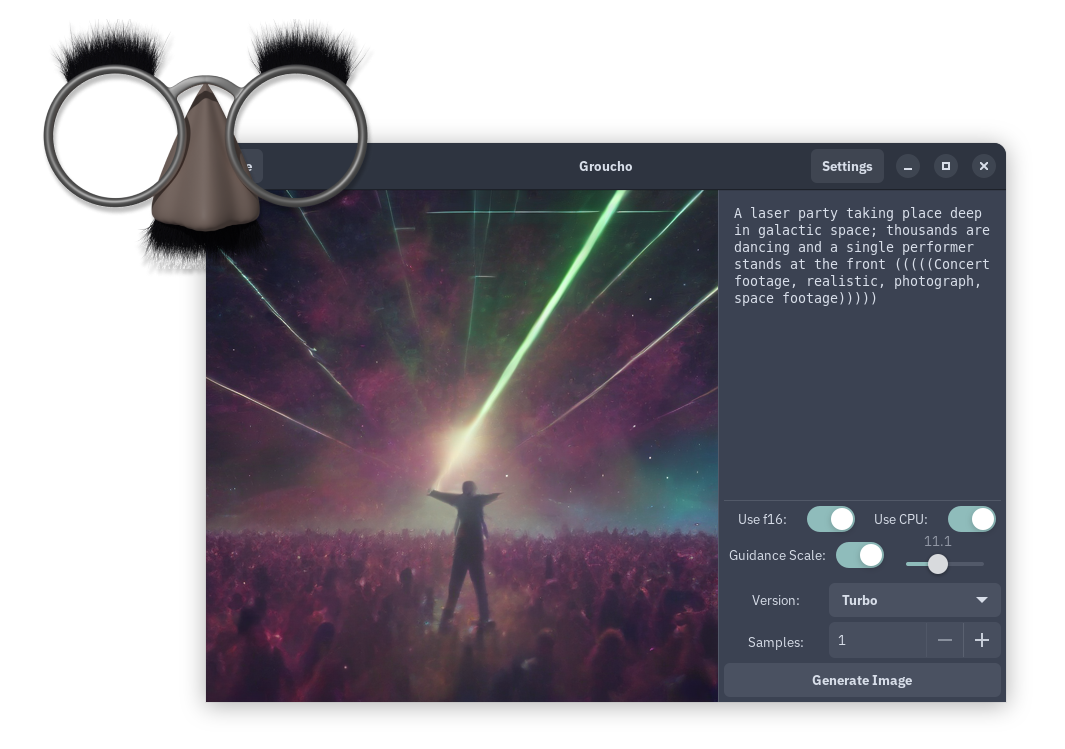 Groucho
Settings
A laser party taking place deep
in galactic space; thousands are
dancing and a single performer
stands at the front (((((Concert
footage, realistic, photograph,
space footage)))))
Use f16:
Use CPU:
11.1
Guidance Scale:
Version:
Turbo
Samples:
1
Generate Image